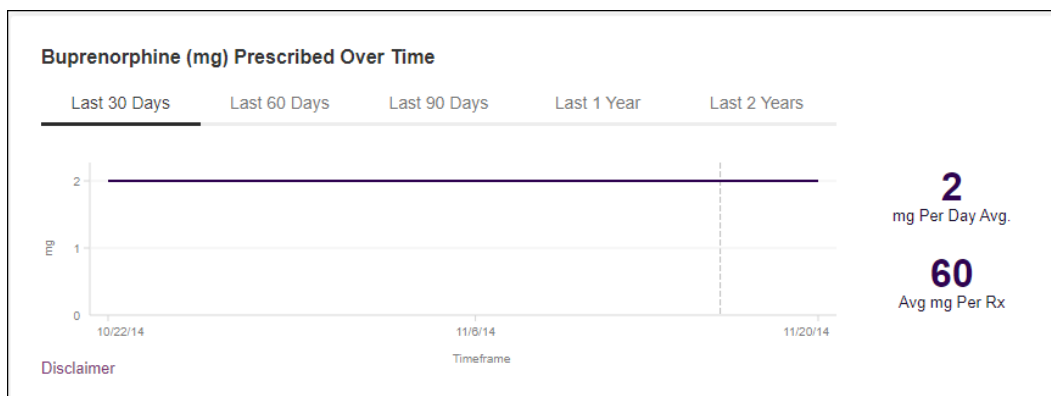 Buprenorphine (mg) Prescribed Over Time
Last 30 Days Last 60 Days Last 90 Days Last 1 Year Last 2 Years
2
1
0
mg
10/22/14 11/6/14 11/20/14
Timeframe
2
mg Per Day Avg.
60
Avg mg Per Rx
Disclaimer